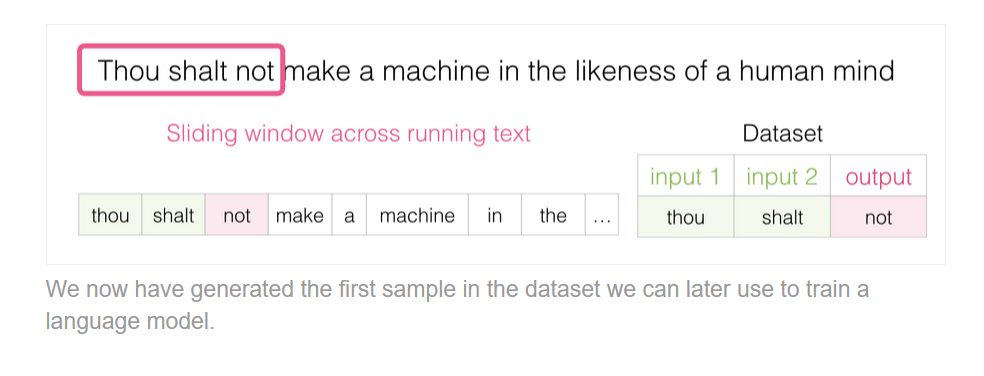 Thou shalt not make a machine in the likeness of a human mind
Sliding window across running text
Dataset
input 1 input 2 output
thou shalt not make a machine in the ...
thou shalt not
We now have generated the first sample in the dataset we can later use to train a
language model.